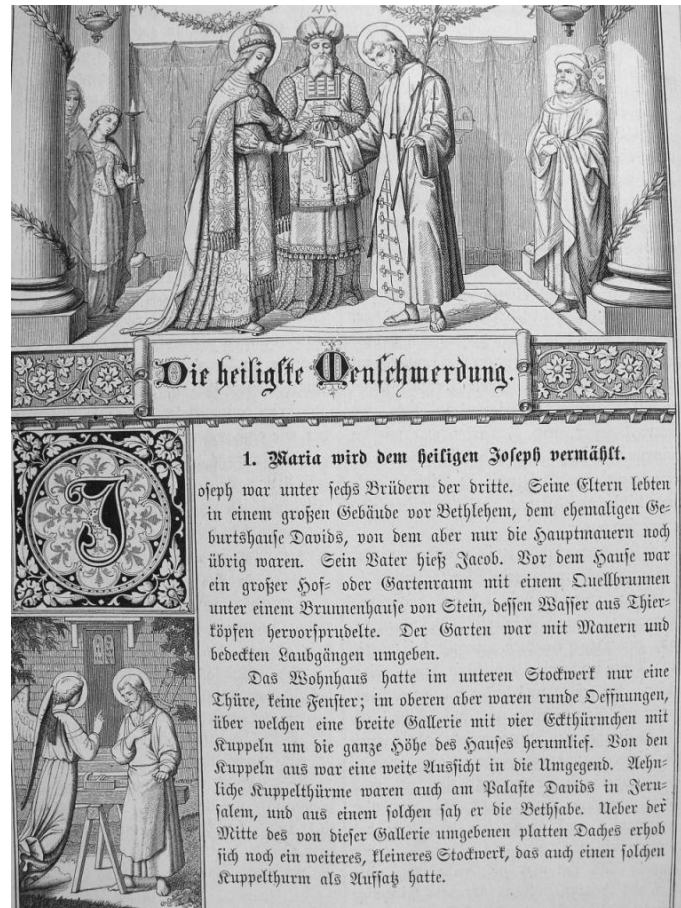 Die heiligste Menschwerdung.
1. Maria wird dem heiligen Joseph vermählt.
Joseph war unter sechs Brüdern der dritte. Seine Eltern lebten
in einem großen Gebäude vor Bethlehem, dem ehemaligen Ge-
burtshause Davids, von dem aber nur die Hauptmauern noch
übrig waren. Sein Vater hieß Jacob. Vor dem Hause war
ein großer Hof- oder Gartenraum mit einem Quellbrunnen
unter einem Brunnenhause von Stein, dessen Wasser aus Thier-
köpfen hervorsprudelte. Der Garten war mit Mauern und
bedeckten Laubgängen umgeben.
Das Wohnhaus hatte im unteren Stockwerk nur eine
Thüre, keine Fenster; im oberen aber waren runde Oeffnungen,
über welchen eine breite Gallerie mit vier Eckthürmchen mit
Kuppeln um die ganze Höhe des Hauses herumlief. Von den
Kuppeln aus war eine weite Aussicht in die Umgegend. Aehn-
liche Kuppelthürme waren auch am Palaste Davids in Jeru-
salem, und aus einem solchen sah er die Bethsabe. Ueber der
Mitte des von dieser Gallerie umgebenen platten Daches erhob
sich noch ein weiteres, kleineres Stockwerk, das auch einen solchen
Kuppelthurm als Aufsatz hatte.